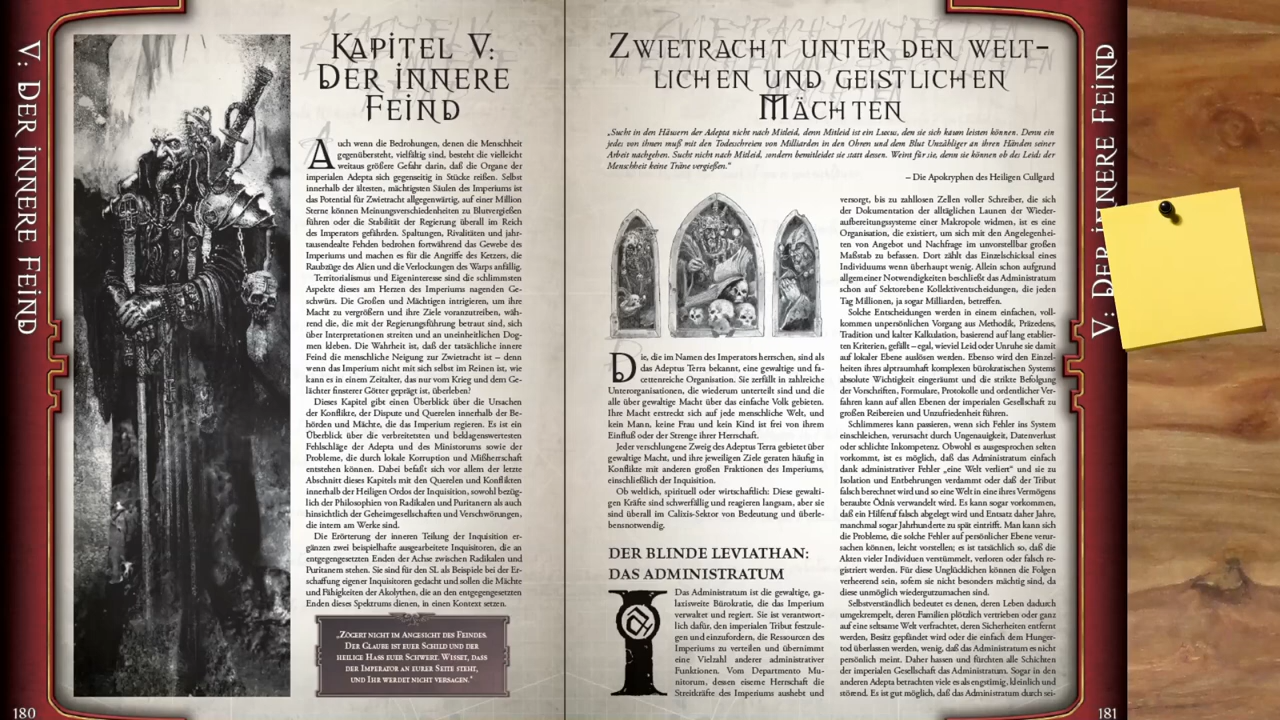 V: Der innere Feind
Kapitel V:
Der innere
Feind
Auch wenn die Bedrohungen, denen die Menschheit
gegenübersteht, vielfältig sind, besteht die vielleicht
weitaus größere Gefahr darin, daß die Organe der
imperialen Adepta sich gegenseitig in Stücke reißen. Selbst
innerhalb der ältesten, mächtigsten Säulen des Imperiums ist
das Potential für Zwietracht allgegenwärtig, auf einer Million
Sterne können Meinungsverschiedenheiten zu Blutvergießen
führen oder die Stabilität der Regierung überall im Reich
des Imperators gefährden. Spaltungen, Rivalitäten und jahr-
tausendealte Fehden bedrohen fortwährend das Gewebe des
Imperiums und machen es für die Angriffe des Ketzers, die
Raubzüge des Alien und die Verlockungen des Warps anfällig.
Territorialismus und Eigeninteresse sind die schlimmsten
Aspekte dieses am Herzen des Imperiums nagenden Ge-
schwürs. Die Großen und Mächtigen intrigieren, um ihre
Macht zu vergrößern und ihre Ziele voranzutreiben, wäh-
rend die, die mit der Regierungsführung betraut sind, sich
über Interpretationen streiten und an uneinheitlichen Dog-
men kleben. Die Wahrheit ist, daß der tatsächliche innere
Feind die menschliche Neigung zur Zwietracht ist – denn
wenn das Imperium nicht mit sich selbst im Reinen ist, wie
kann es in einem Zeitalten, das nur vom Krieg und dem Ge-
lächter finsterer Götter geprägt ist, überleben?
Dieses Kapitel gibt einen Überblick über die Ursachen
der Konflikte, der Dispute und Querelen innerhalb der Be-
hörden und Mächte, die das Imperium regieren. Es ist ein
Überblick über die verbreitetsten und beklagenswertesten
Fehlschläge der Adepta und des Ministorums sowie der
Probleme, die durch lokale Korruption und Mißherrschaft
entstehen können. Dabei befaßt sich vor allem der letzte
Abschnitt dieses Kapitels mit den Querelen und Konflikten
innerhalb der Heiligen Ordos der Inquisition, sowohl bezüg-
lich der Philosophien von Radikalen und Puritanern als auch
hinsichtlich der Geheimgesellschaften und Verschwörungen,
die intern am Werke sind.
Die Erörterung der inneren Teilung der Inquisition er-
gänzen zwei beispielhafte ausgearbeitete Inquisitoren, die an
entgegengesetzten Enden der Achse zwischen Radikalen und
Puritanern stehen. Sie sind für den SL als Beispiele bei der Er-
schaffung eigener Inquisitoren gedacht und sollen die Mächte
und Fähigkeiten der Akolythen, die an den entgegengesetzten
Enden dieses Spektrums dienen, in einen Kontext setzen.
„Zögert nicht im Angesicht des Feindes.
Der Glaube ist euer Schild und der
heilige Hass euer Schwert. Wisset, dass
der Imperator an eurer Seite steht,
und Ihr werdet nicht versagen.“
180
Zwietracht unter den welt-
lichen und geistlichen
Mächten
„Sucht in den Häusern der Adepta nicht nach Mitleid, denn Mitleid ist ein Luxus, den sie sich kaum leisten können. Denn ein
jedes von ihnen muß mit den Todesschreien von Milliarden in den Ohren und dem Blut Unzähliger an ihren Händen seiner
Arbeit nachgehen. Sucht nicht nach Mitleid, sondern bemitleidet sie statt dessen. Weint für sie, denn sie können ob des Leids der
Menschheit keine Träne vergießen.“
– Die Apokryphen des Heiligen Cullgard
Die, die im Namen des Imperators herrschen, sind als
das Adeptus Terra bekannt, eine gewaltige und fa-
cettenreiche Organisation. Sie zerfällt in zahlreiche
Unterorganisationen, die wiederum unterteilt sind und die
alle über gewaltige Macht über das einfache Volk gebieten.
Ihre Macht erstreckt sich auf jede menschliche Welt, und
kein Mann, keine Frau und kein Kind ist frei von ihrem
Einfluß oder der Strenge ihrer Herrschaft.
Jeder verschlungene Zweig des Adeptus Terra gebietet über
gewaltige Macht, und ihre jeweiligen Ziele geraten häufig in
Konflikte mit anderen großen Fraktionen des Imperiums,
einschließlich der Inquisition.
Ob weltlich, spirituell oder wirtschaftlich: Diese gewalti-
gen Kräfte sind schwerfällig und reagieren langsam, aber sie
sind überall im Calixis-Sektor von Bedeutung und überle-
bensnotwendig.
DER BLINDE LEVIATHAN:
DAS ADMINISTRATUM
Das Administratum ist die gewaltige, ga-
laxisweite Bürokratie, die das Imperium
verwaltet und regiert. Sie ist verantwort-
lich dafür, den imperialen Tribut festzule-
gen und einzufordern, die Ressourcen des
Imperiums zu verteilen und übernimmt
eine Vielzahl anderer administrativer
Funktionen. Vom Departmento Mu-
nitorum, dessen eiserne Herrschaft die
Streitkräfte des Imperiums aushebt und
versorgt, bis zu zahllosen Zellen voller Schreiber, die sich
der Dokumentation der alltäglichen Launen der Wieder-
aufbereitungssysteme einer Makropole widmen, ist es eine
Organisation, die existiert, um sich mit den Angelegenhei-
ten von Angebot und Nachfrage im unvorstellbar großen
Maßstab zu befassen. Dort zählt das Einzelschicksal eines
Individuums wenn überhaupt wenig. Allein schon aufgrund
allgemeiner Notwendigkeiten beschließt das Administratum
schon auf Sektorebene Kollektiventscheidungen, die jeden
Tag Millionen, ja sogar Milliarden, betreffen.
Solche Entscheidungen werden in einem einfachen, voll-
kommen unpersönlichen Vorgang aus Methodik, Präzedens,
Tradition und kalter Kalkulation, basierend auf lang etablier-
ten Kriterien, gefällt – egal, wieviel Leid oder Unruhe sie damit
auf lokaler Ebene auslösen werden. Ebenso wird den Einzel-
heiten ihres alptraumhaft komplexen bürokratischen Systems
absolute Wichtigkeit eingeräumt und die strikte Befolgung
der Vorschriften, Formulare, Protokolle und ordentlicher Ver-
fahren kann auf allen Ebenen der imperialen Gesellschaft zu
großen Reibereien und Unzufriedenheit führen.
Schlimmeres kann passieren, wenn sich Fehler ins System
einschleichen, verursacht durch Ungenauigkeit, Datenverlust
oder schlichte Inkompetenz. Obwohl es ausgesprochen selten
vorkommt, ist es möglich, daß das Administratum einfach
dank administrativer Fehler „eine Welt verliert“ und sie zu
Isolation und Entbehrungen verdammt oder daß der Tribut
falsch berechnet wird und so eine Welt in eine ihres Vermögens
beraubte Ödnis verwandelt wird. Es kann sogar vorkommen,
daß ein Hilferuf falsch abgelegt wird und Entsatz daher Jahre,
manchmal sogar Jahrhunderte zu spät eintrifft. Man kann sich
die Probleme, die solche Fehler auf persönlicher Ebene verur-
sachen können, leicht vorstellen; es ist tatsächlich so, daß die
Akten vieler Individuen verstümmelt, verloren oder falsch re-
gistriert werden. Für diese Unglücklichen können die Folgen
verheerend sein, sofern sie nicht besonders mächtig sind, da
diese unmöglich wiedergutzumachen sind.
Selbstverständlich bedeutet es denen, deren Leben dadurch
umgekrempelt, deren Familien plötzlich vertrieben oder ganz
auf eine seltsame Welt verfrachtet, deren Sicherheiten entfernt
werden, Besitz gepfändet wird oder die einfach dem Hunger-
tod überlassen werden, wenig, daß das Administratum es nicht
persönlich meint. Daher hassen und fürchten alle Schichten
der imperialen Gesellschaft das Administratum. Sogar in den
anderen Adepta betrachten viele es als engstirnig, kleinlich und
störend. Es ist gut möglich, daß das Administratum durch sei-
V: Der innere Feind
181